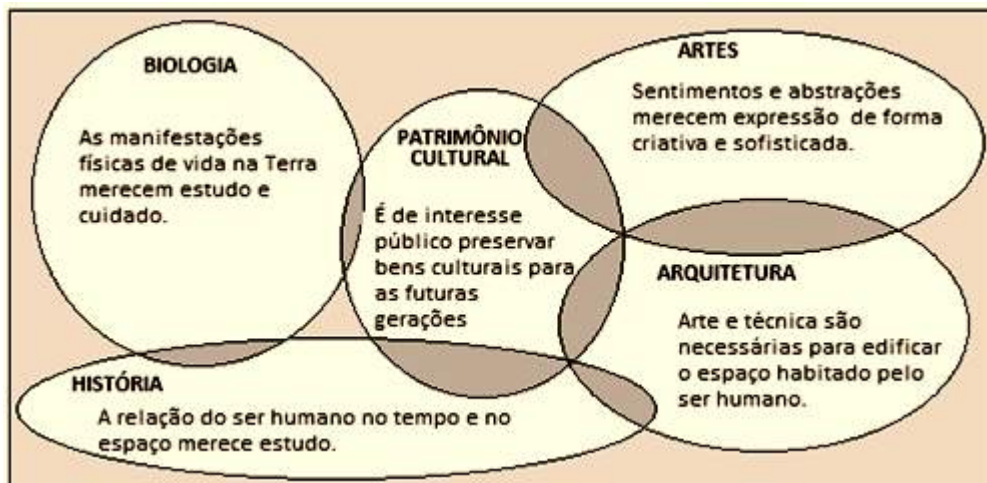 BIOLOGIA
As manifestações
físicas de vida na Terra
merecem estudo e
cuidado.
PATRIMÔNIO
CULTURAL
É de interesse
público preservar
bens culturais para
as futuras
gerações
ARTES
Sentimentos e abstrações
merecem expressão de forma
criativa e sofisticada.
ARQUITETURA
Arte e técnica são
necessárias para edificar
o espaço habitado pelo
ser humano.
HISTÓRIA
A relação do ser humano no tempo e no
espaço merece estudo.